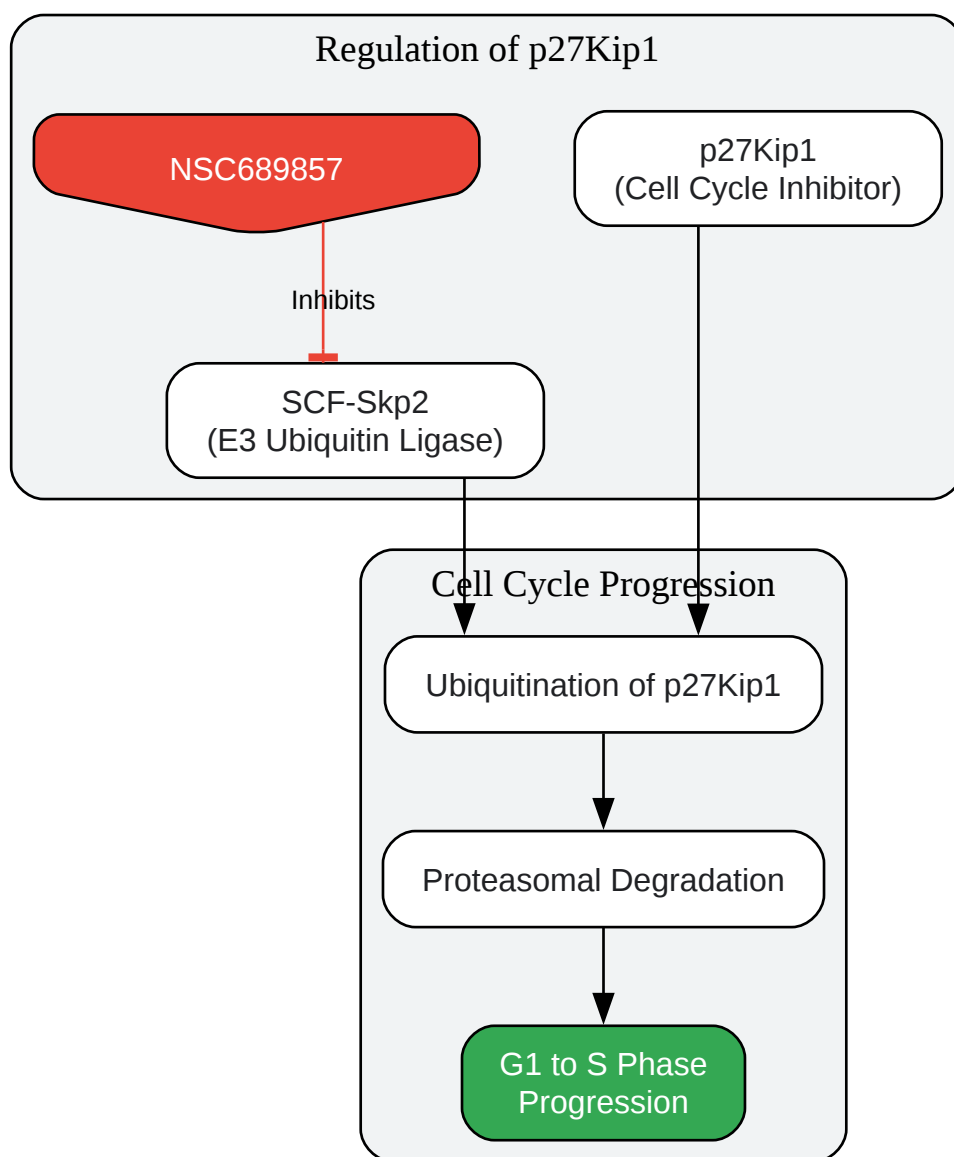 Regulation of p27Kip1
NSC689857
p27Kip1
(Cell Cycle Inhibitor)
Inhibits
SCF-Skp2
(E3 Ubiquitin Ligase)
Cell Cycle Progression
Ubiquitination of p27Kip1
Proteasomal Degradation
G1 to S Phase
Progression